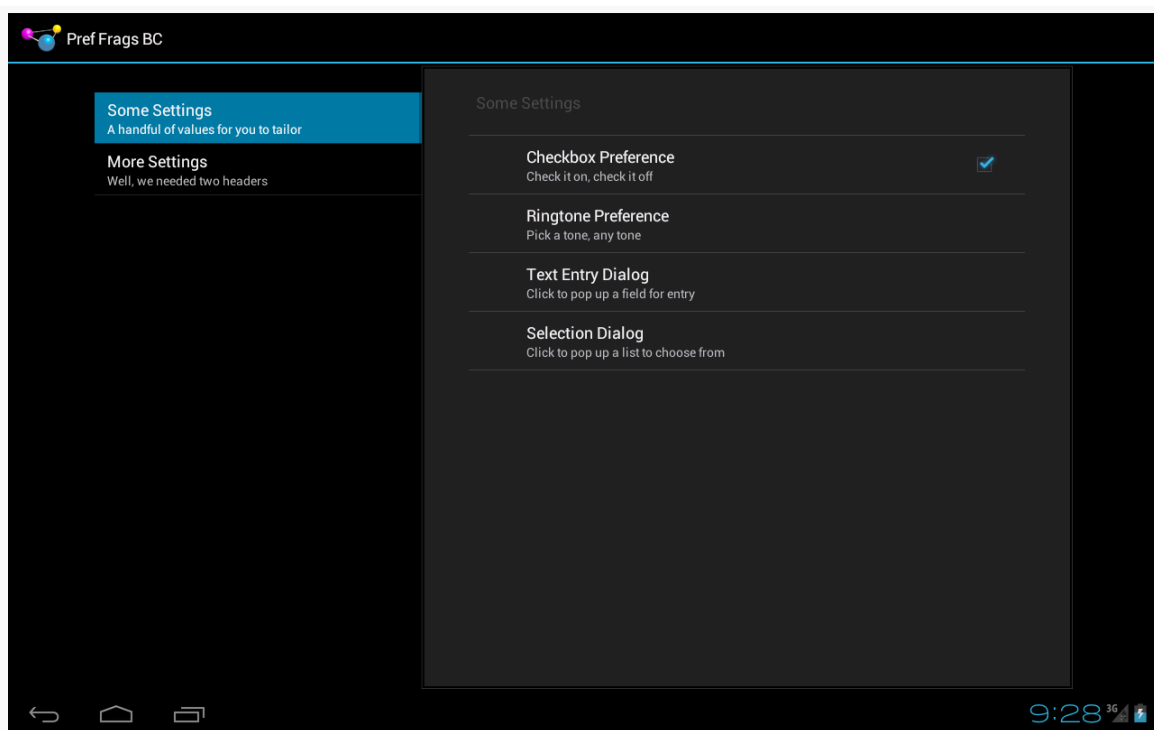 Pref Frags BC
Some Settings
A handful of values for you to tailor
More Settings
Well, we needed two headers
Some Settings
Checkbox Preference
Check it on, check it off
Ringtone Preference
Pick a tone, any tone
Text Entry Dialog
Click to pop up a field for entry
Selection Dialog
Click to pop up a list to choose from
9:28 3G